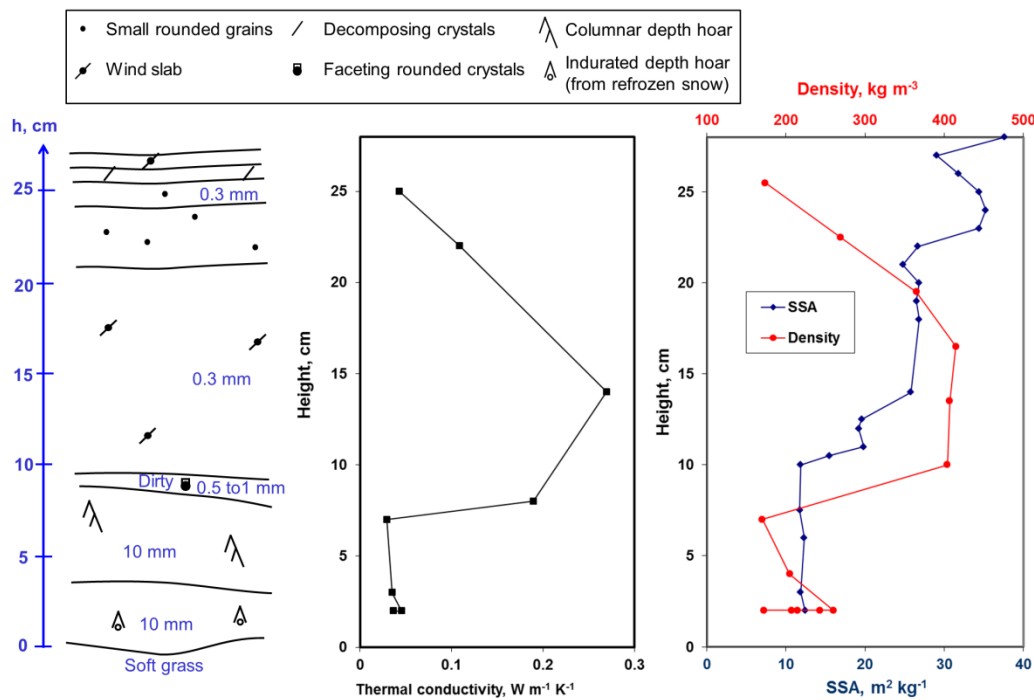 Small rounded grains
Decomposing crystals
Columnar depth hoar
Wind slab
Faceting rounded crystals
Indurated depth hoar
(from refrozen snow)
h, cm
25
20
15
10
5
0
0.3 mm
0.3 mm
Dirty
0.5 to1 mm
10 mm
10 mm
Soft grass
Height, cm
25
20
15
10
5
0
0
0.1
0.2
0.3
Thermal conductivity, W m⁻¹ K⁻¹
Density, kg m⁻³
100
200
300
400
500
Height, cm
25
20
15
10
5
0
SSA
Density
0
10
20
30
40
SSA, m² kg⁻¹